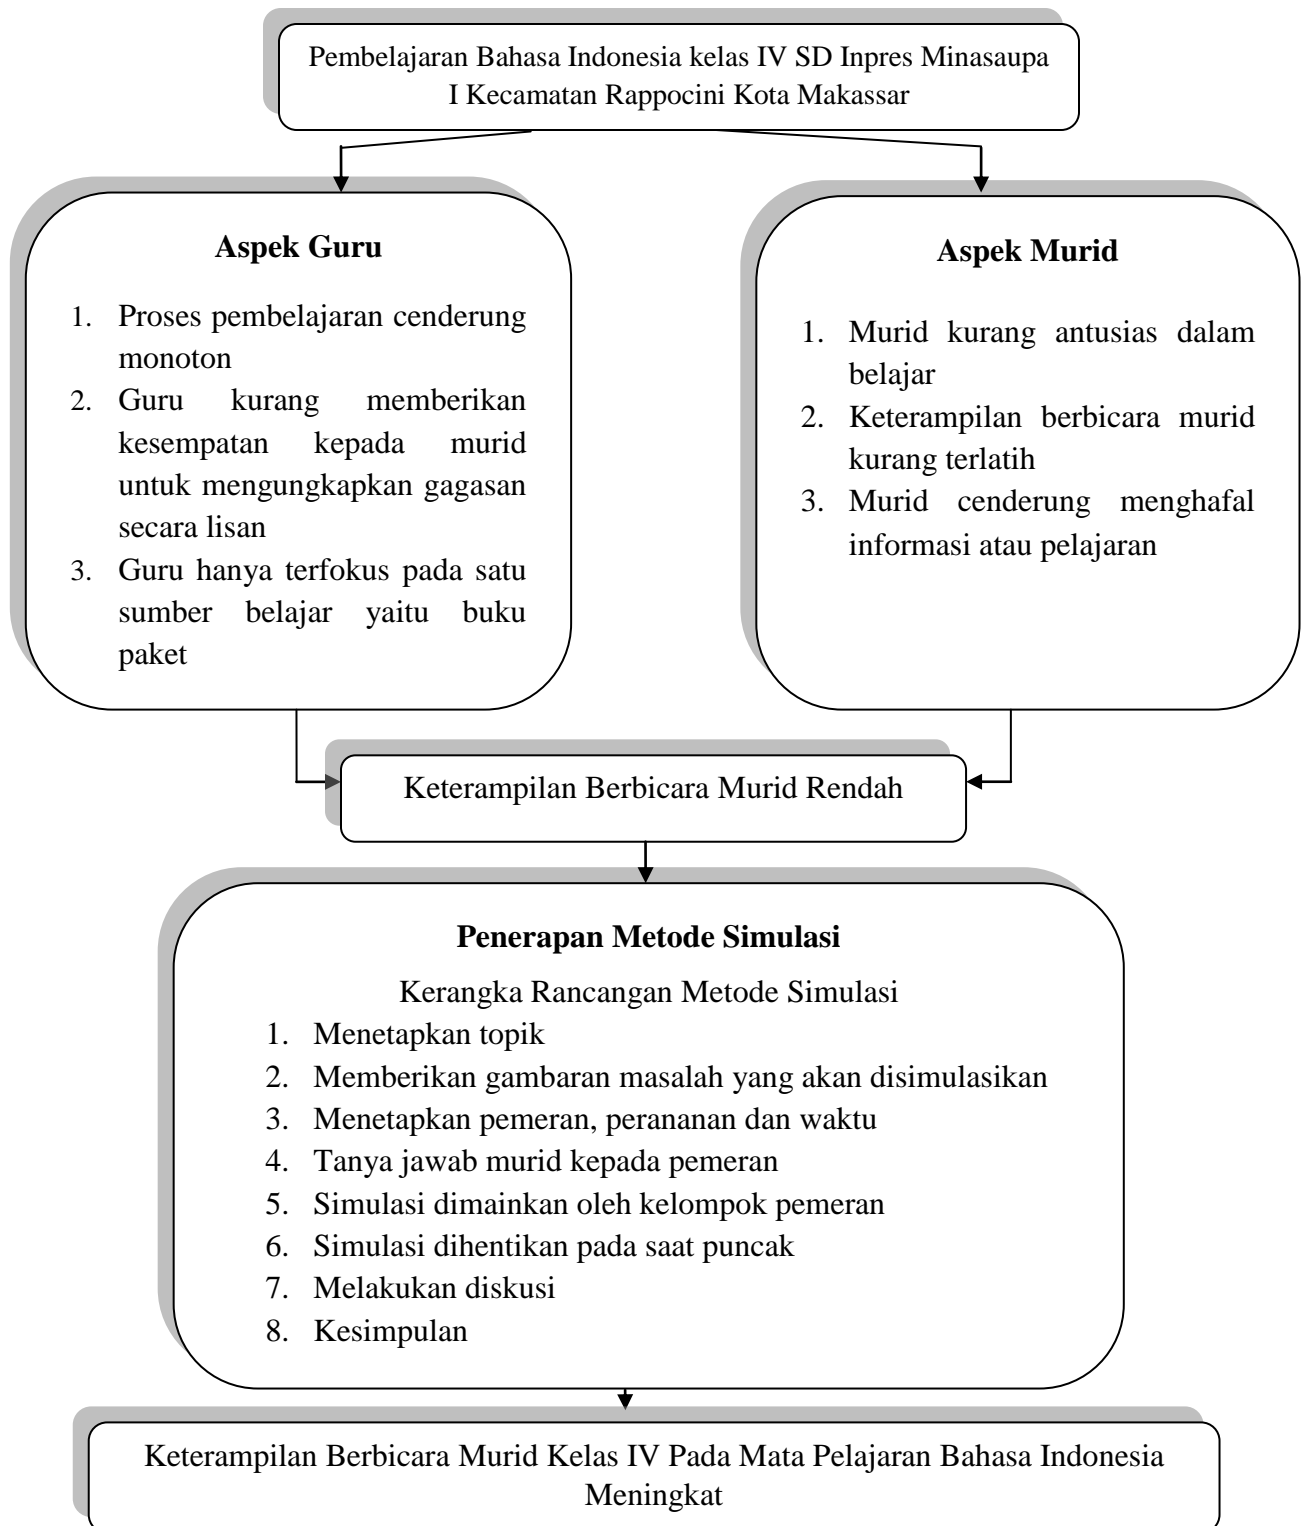 Pembelajaran Bahasa Indonesia kelas IV SD Inpres Minasaupa
I Kecamatan Rappocini Kota Makassar
Aspek Guru
1. Proses pembelajaran cenderung
monoton
2. Guru kurang memberikan
kesempatan kepada murid
untuk mengungkapkan gagasan
secara lisan
3. Guru hanya terfokus pada satu
sumber belajar yaitu buku
paket
Aspek Murid
1. Murid kurang antusias dalam
belajar
2. Keterampilan berbicara murid
kurang terlatih
3. Murid cenderung menghafal
informasi atau pelajaran
Keterampilan Berbicara Murid Rendah
Penerapan Metode Simulasi
Kerangka Rancangan Metode Simulasi
1. Menetapkan topik
2. Memberikan gambaran masalah yang akan disimulasikan
3. Menetapkan pemeran, perananan dan waktu
4. Tanya jawab murid kepada pemeran
5. Simulasi dimainkan oleh kelompok pemeran
6. Simulasi dihentikan pada saat puncak
7. Melakukan diskusi
8. Kesimpulan
Keterampilan Berbicara Murid Kelas IV Pada Mata Pelajaran Bahasa Indonesia
Meningkat